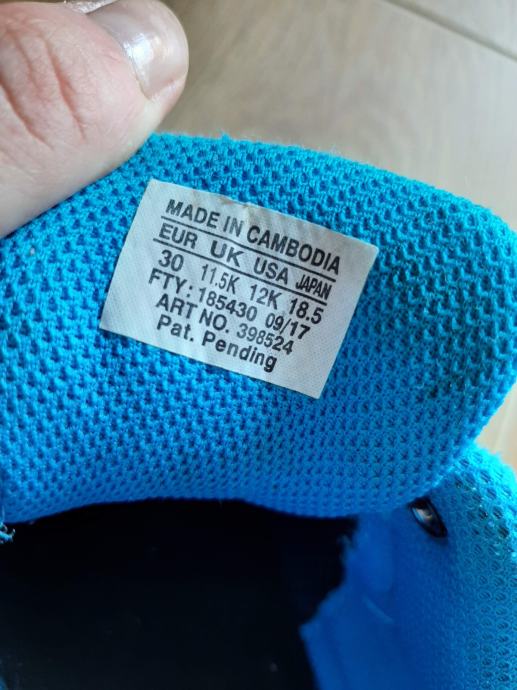 MADE IN CAMBODIA
EUR UK USA JAPAN
30 11.5K 12K 18.5
FTY: 185430 09/17
ART NO. 398524
Pat. Pending